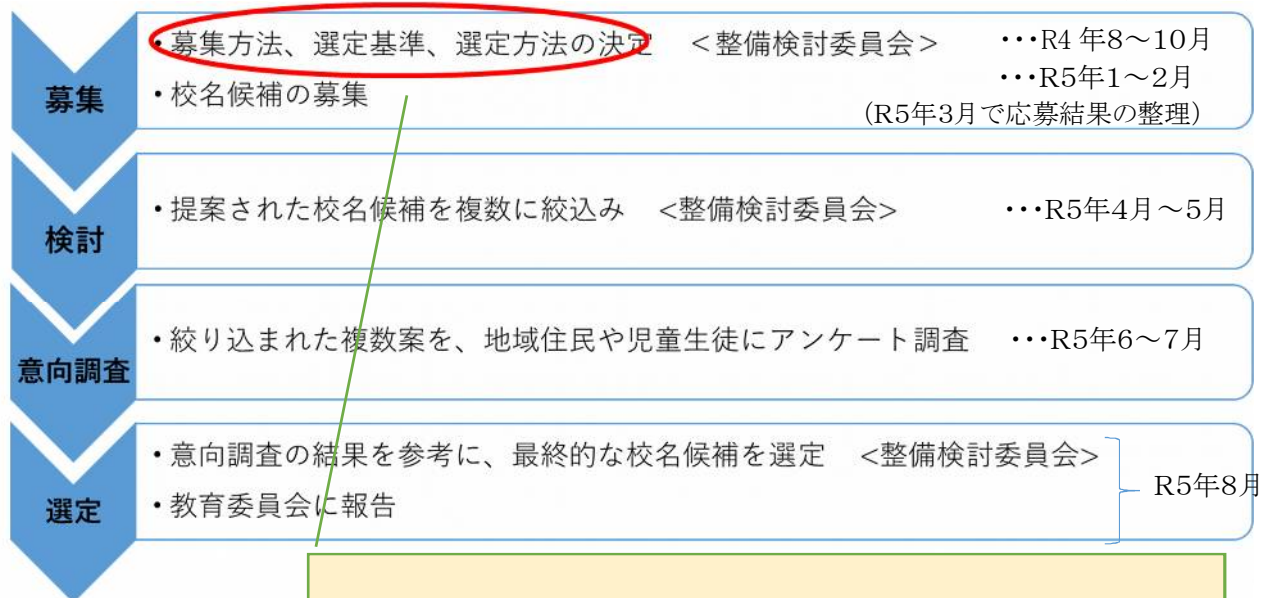 募集
・募集方法、選定基準、選定方法の決定 ＜整備検討委員会＞ ・・・R4年8～10月
・校名候補の募集 ・・・R5年1～2月
(R5年3月で応募結果の整理)
検討
・提案された校名候補を複数に絞込み <整備検討委員会> ・・・R5年4月～5月
意向調査
・絞り込まれた複数案を、地域住民や児童生徒にアンケート調査 ・・・R5年6～7月
選定
・意向調査の結果を参考に、最終的な校名候補を選定 <整備検討委員会>
・教育委員会に報告
R5年8月